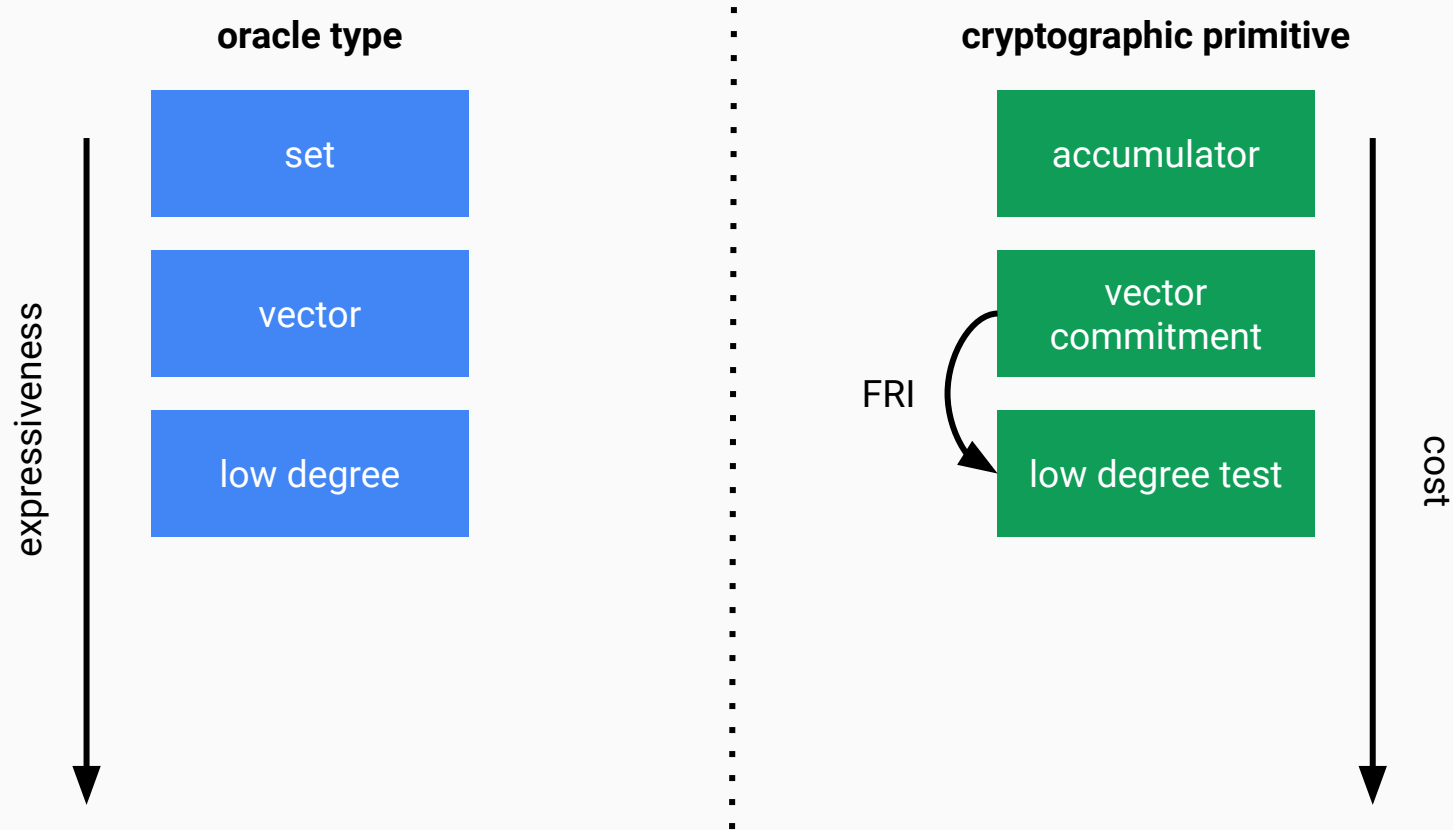 oracle type
cryptographic primitive
set
vector
low degree
expressiveness
accumulator
vector
commitment
FRI
low degree test
cost